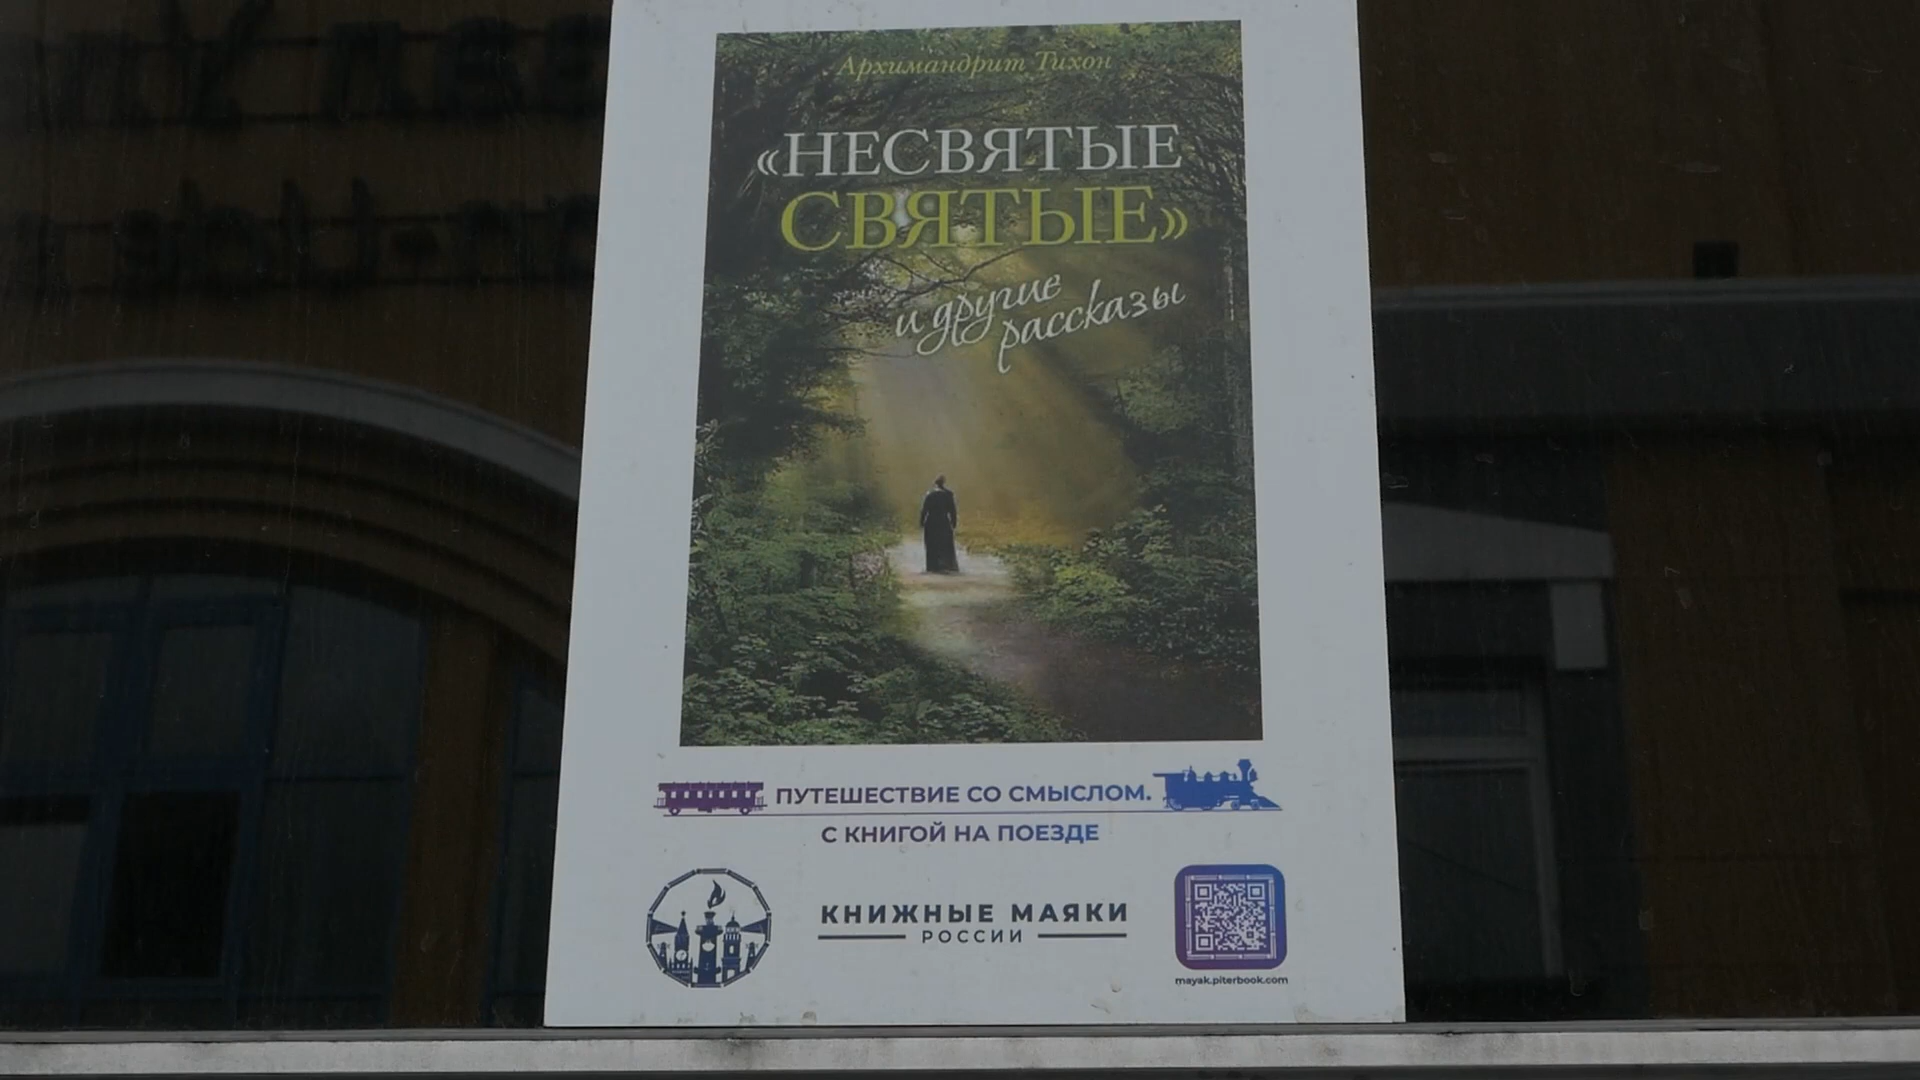 Архимандрит Тихон
«НЕСВЯТЫЕ
СВЯТЫЕ»
и другие
рассказы
ПУТЕШЕСТВИЕ СО СМЫСЛОМ.
С КНИГОЙ НА ПОЕЗДЕ
КНИЖНЫЕ МАЯКИ
РОССИИ
mayak.piterbook.com